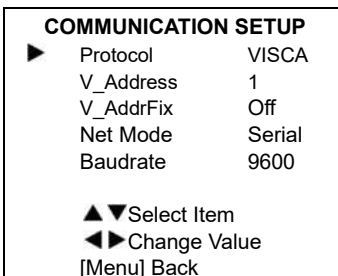 COMMUNICATION SETUP
▶ Protocol VISCA
V_Address 1
V_AddrFix Off
Net Mode Serial
Baudrate 9600
▲▼Select Item
◀▶Change Value
[Menu] Back